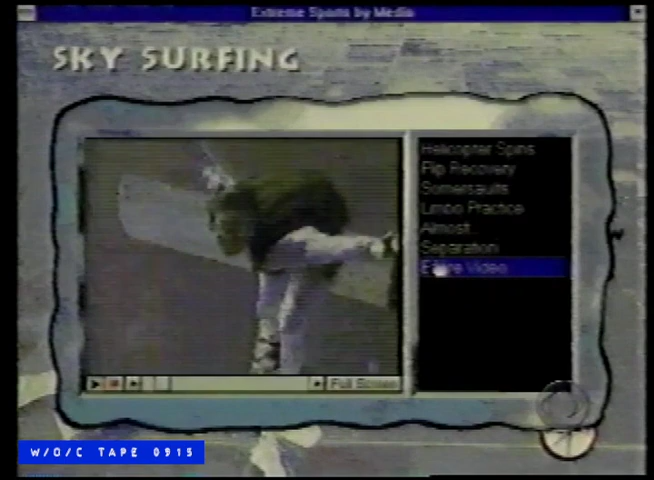 Extreme Sports by Media
SKY SURFING
Helicopter Spins
Flip Recovery
Somersaults
Limbo Practice
Almost...
Separation
Entire Video
Full Screen
W/O/C TAPE 0915